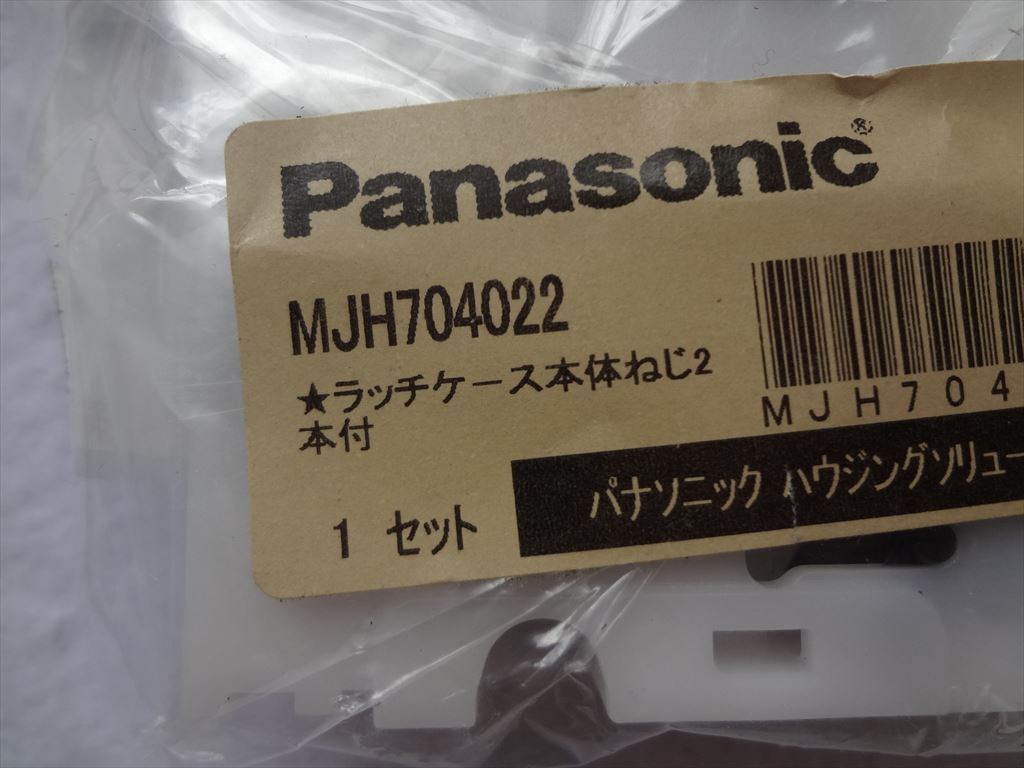 Panasonic®
MJH704022
★ラッチケース本体ねじ2
本付
MJH704
1 セット
パナソニック ハウジングソリュー